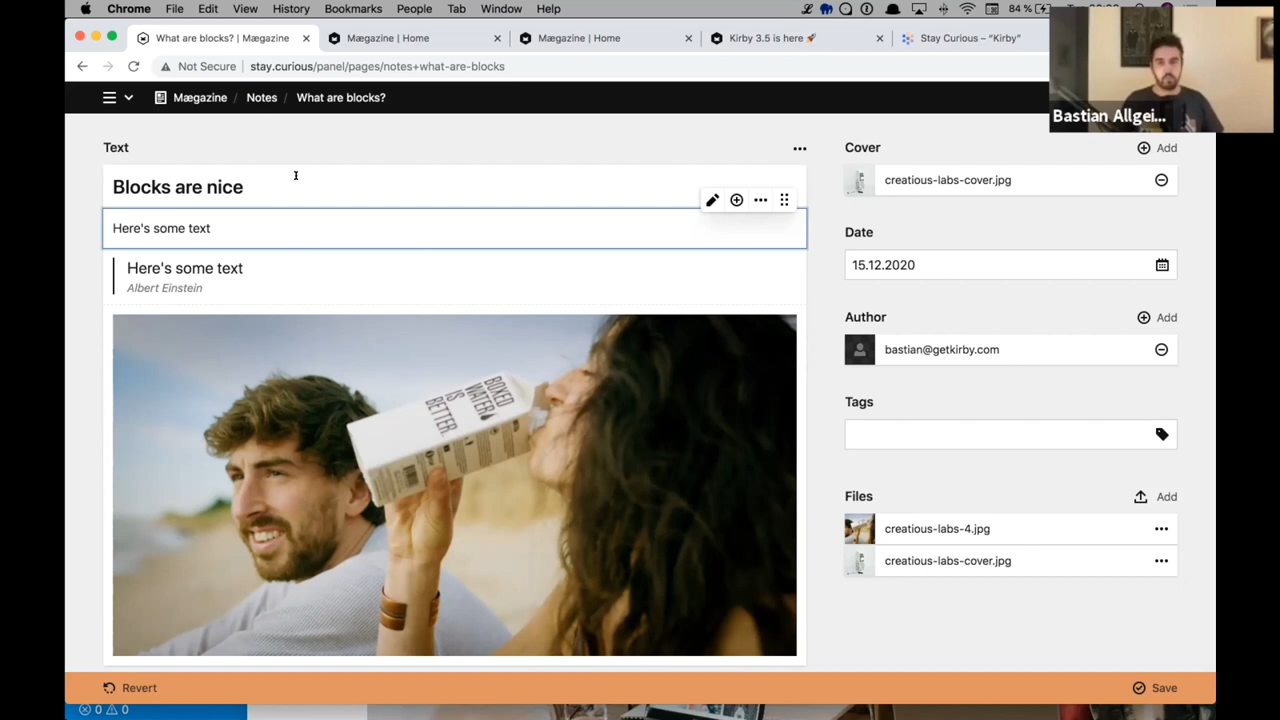 Chrome File Edit View History Bookmarks People Tab Window Help 84 %
What are blocks? | Mægazine Mægazine | Home Mægazine | Home Kirby 3.5 is here 🚀 Stay Curious – “Kirby”
Not Secure stay.curious/panel/pages/notes+what-are-blocks
Mægazine / Notes / What are blocks?
Bastian Allgei...
Text
Blocks are nice
Here's some text
Here's some text
Albert Einstein
BOXED
WATER
IS
BETTER.
Cover Add
creatious-labs-cover.jpg
Date
15.12.2020
Author Add
bastian@getkirby.com
Tags
Files Add
creatious-labs-4.jpg
creatious-labs-cover.jpg
Revert Save
0 0